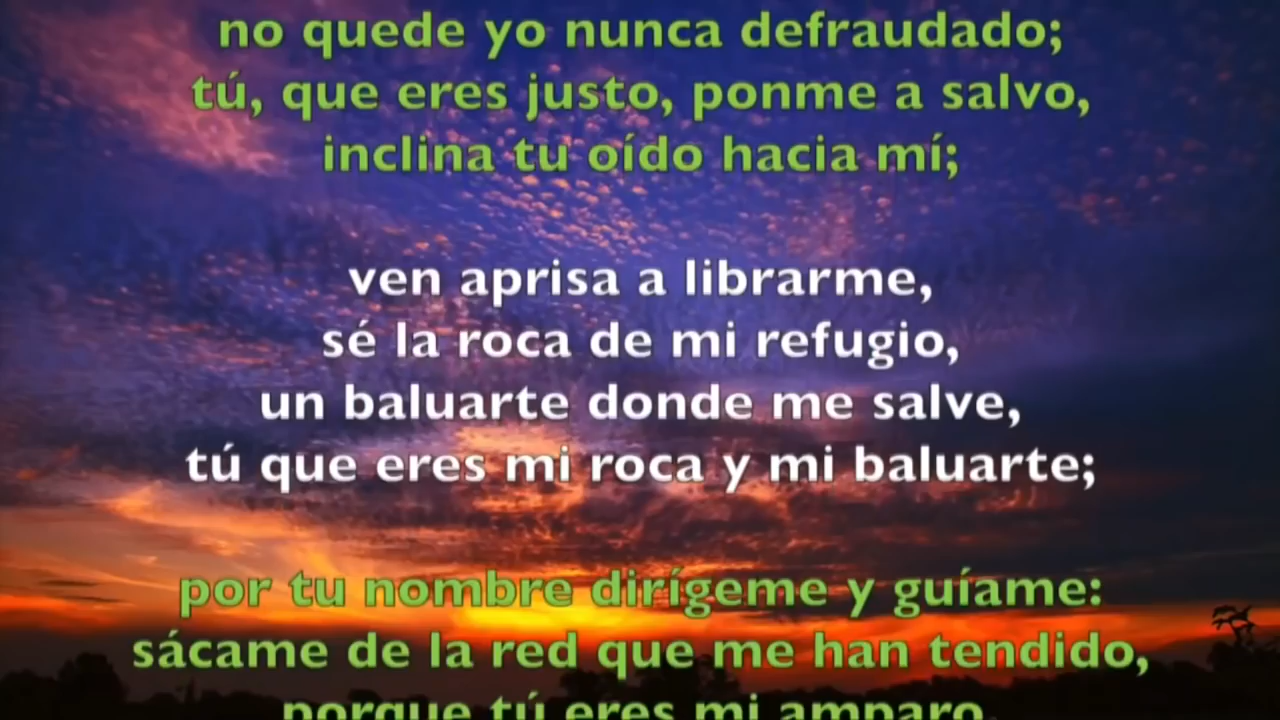 no quede yo nunca defraudado;
tú, que eres justo, ponme a salvo,
inclina tu oído hacia mí;
ven aprisa a librarme,
sé la roca de mi refugio,
un baluarte donde me salve,
tú que eres mi roca y mi baluarte;
por tu nombre dirígeme y guíame:
sácame de la red que me han tendido,
porque tú eres mi amparo.